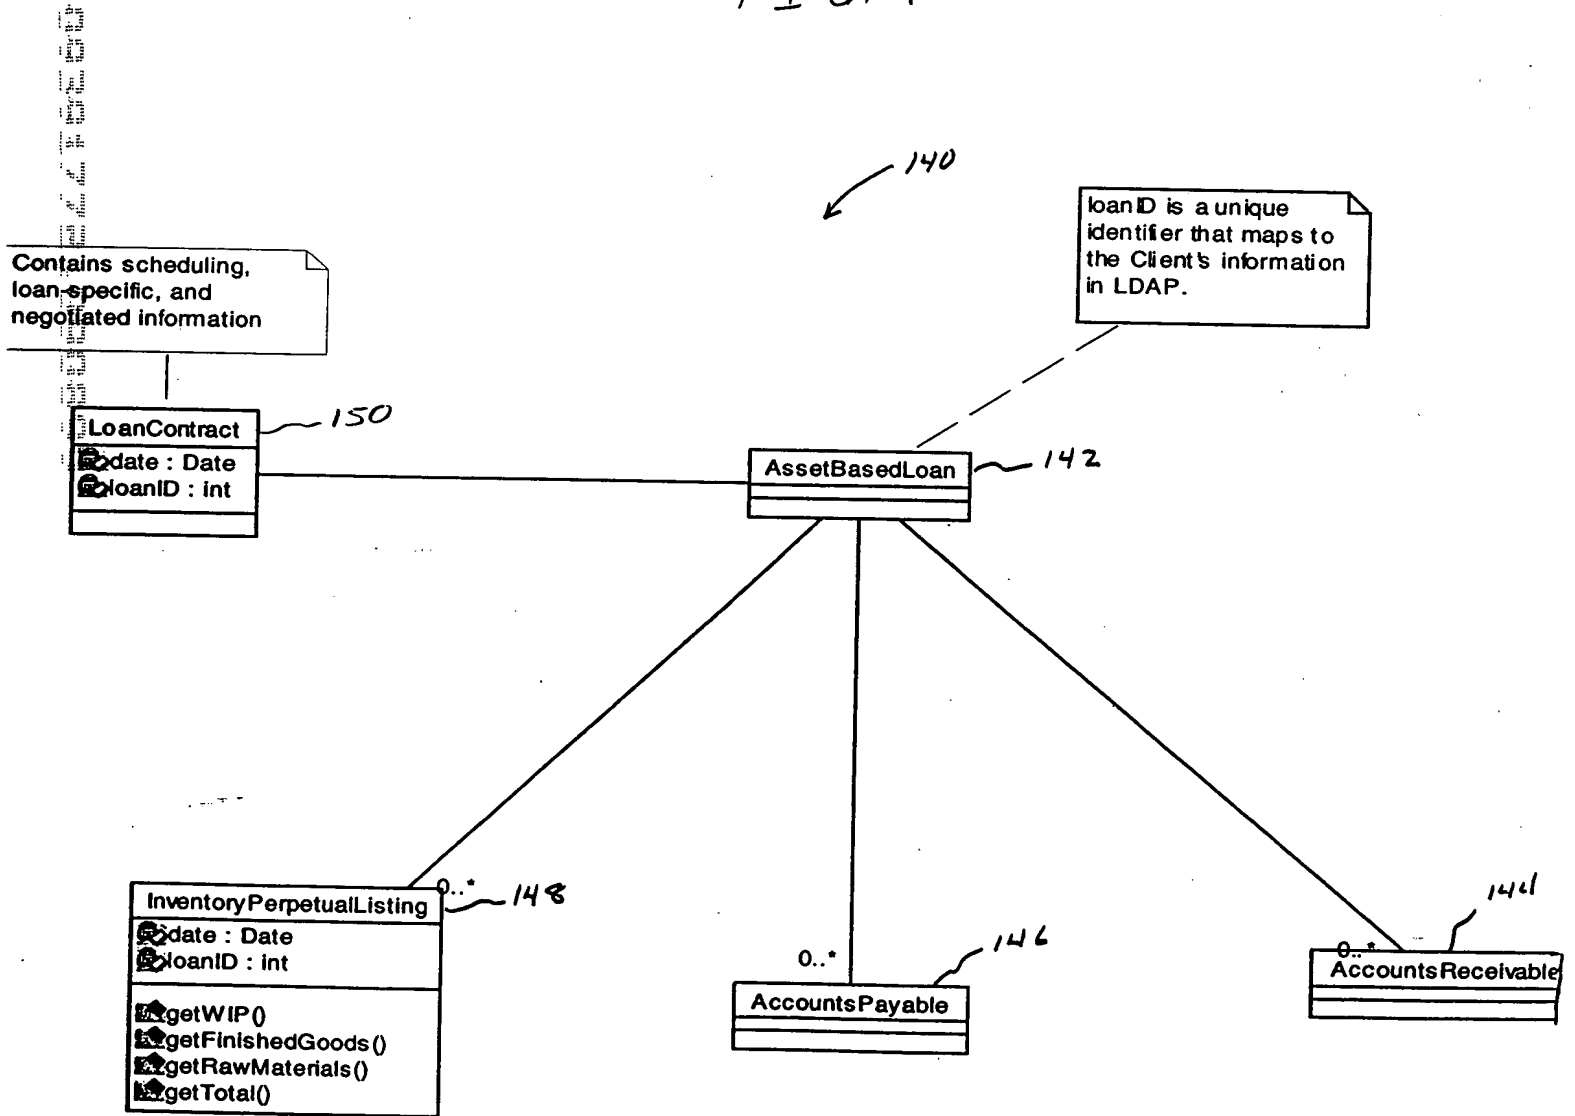 140
loanID is a unique
identifier that maps to
the Client's information
in LDAP.
Contains scheduling,
loan-specific, and
negotiated information
LoanContract
150
date : Date
loanID : int
AssetBasedLoan
142
0..*
InventoryPerpetualListing
148
date : Date
loanID : int
getWIP()
getFinishedGoods()
getRawMaterials()
getTotal()
0..*
146
AccountsPayable
144
0..*
AccountsReceivable